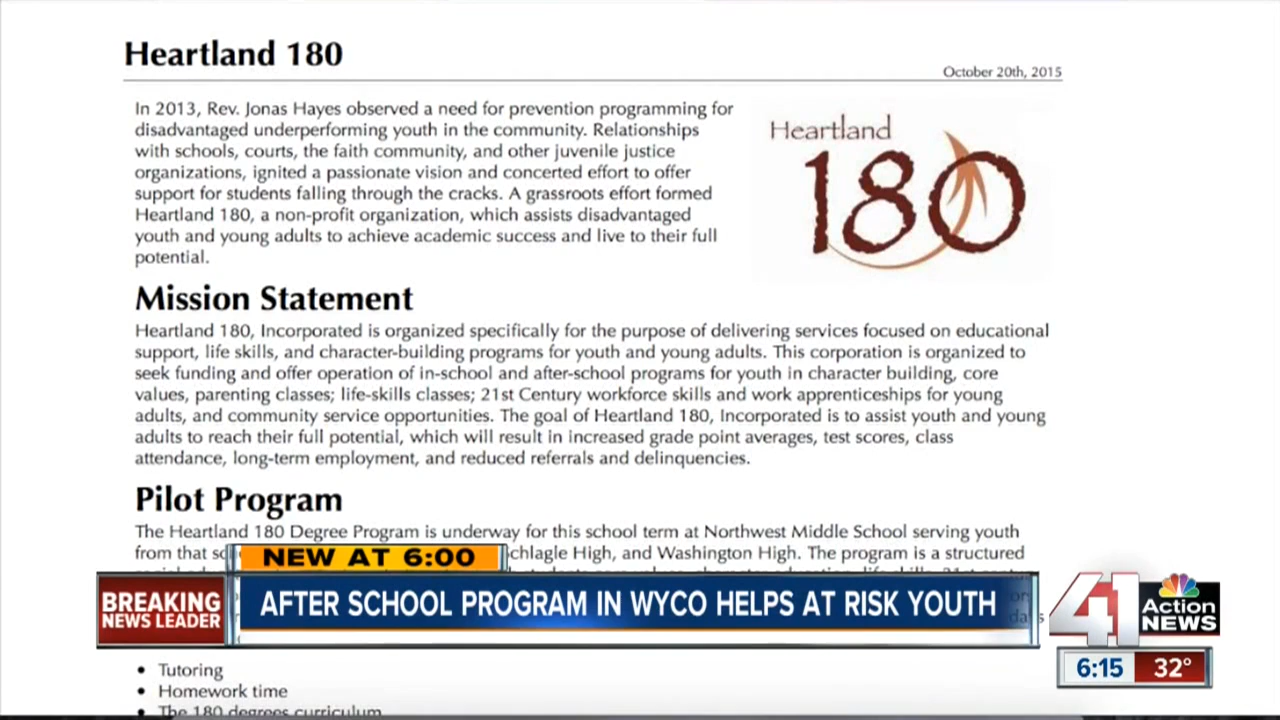 Heartland 180
October 20th, 2015
In 2013, Rev. Jonas Hayes observed a need for prevention programming for
disadvantaged underperforming youth in the community. Relationships
with schools, courts, the faith community, and other juvenile justice
organizations, ignited a passionate vision and concerted effort to offer
support for students falling through the cracks. A grassroots effort formed
Heartland 180, a non-profit organization, which assists disadvantaged
youth and young adults to achieve academic success and live to their full
potential.
Heartland
180
Mission Statement
Heartland 180, Incorporated is organized specifically for the purpose of delivering services focused on educational
support, life skills, and character-building programs for youth and young adults. This corporation is organized to
seek funding and offer operation of in-school and after-school programs for youth in character building, core
values, parenting classes; life-skills classes; 21st Century workforce skills and work apprenticeships for young
adults, and community service opportunities. The goal of Heartland 180, Incorporated is to assist youth and young
adults to reach their full potential, which will result in increased grade point averages, test scores, class
attendance, long-term employment, and reduced referrals and delinquencies.
Pilot Program
The Heartland 180 Degree Program is underway for this school term at Northwest Middle School serving youth
from that chlagle High, and Washington High. The program is a structured
NEW AT 6:00
BREAKING
NEWS LEADER
AFTER SCHOOL PROGRAM IN WYCO HELPS AT RISK YOUTH
41
Action
NEWS
6:15 32°
• Tutoring
• Homework time
• The 180 degrees curriculum